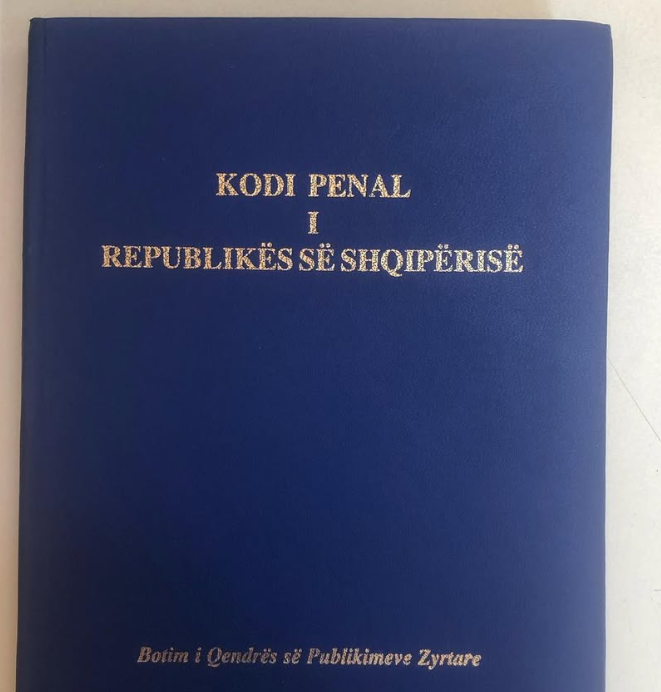 KODI PENAL
I
REPUBLIKËS SË SHQIPËRISË
Botim i Qendrës së Publikimeve Zyrtare